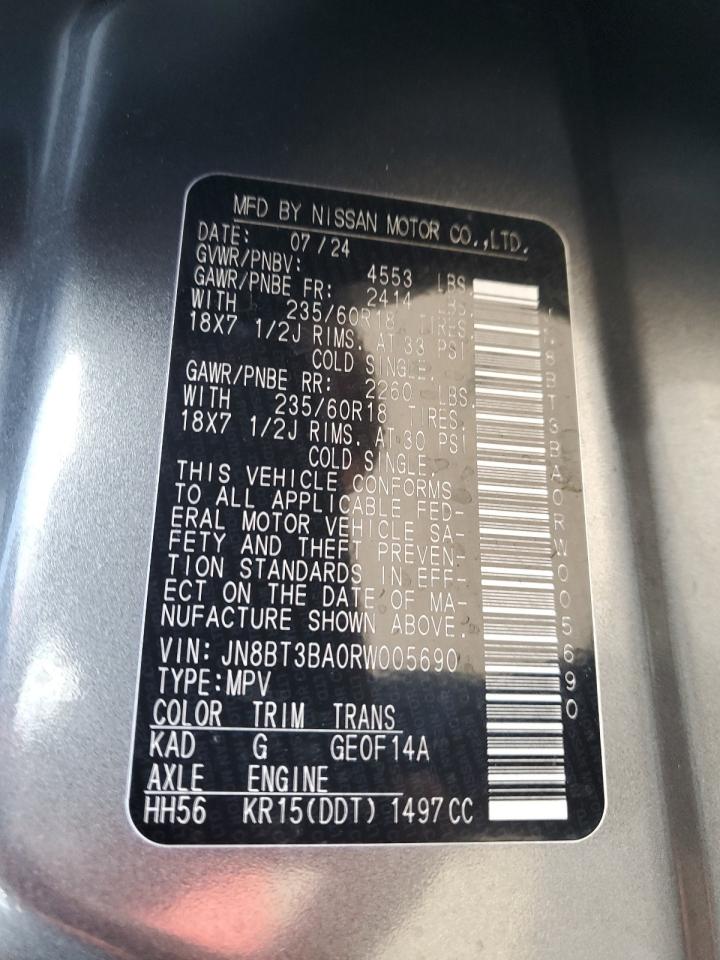 MFD BY NISSAN MOTOR CO.,LTD.
DATE: 07/24
GVWR/PNBV: 4553 LBS
GAWR/PNBE FR: 2414 LBS.
WITH 235/60R18 TIRES.
18X7 1/2J RIMS. AT 33 PSI
COLD SINGLE.
GAWR/PNBE RR: 2260 LBS.
WITH 235/60R18 TIRES.
18X7 1/2J RIMS. AT 30 PSI
COLD SINGLE.
THIS VEHICLE CONFORMS
TO ALL APPLICABLE FED-
ERAL MOTOR VEHICLE SA-
FETY AND THEFT PREVEN-
TION STANDARDS IN EFF-
ECT ON THE DATE OF MA-
NUFACTURE SHOWN ABOVE.
VIN: JN8BT3BA0RW005690
TYPE:MPV
COLOR TRIM TRANS
KAD G GE0F14A
AXLE ENGINE
HH56 KR15(DDT) 1497CC
JN8BT3BA0RW005690